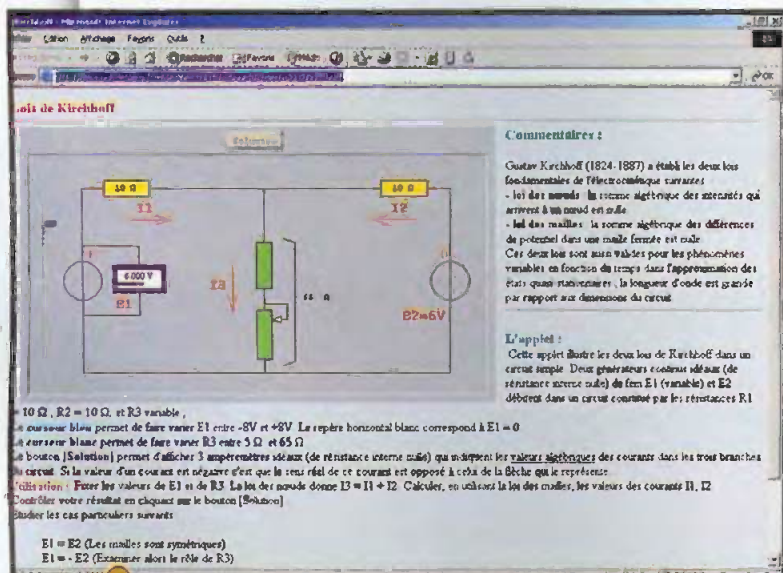 Microsoft Internet Explorer
Edition Affichage Favoris Outils ?
Rechercher Favoris
OK
Lois de Kirchhoff
Solution
10 Ω
10 Ω
I1
I2
6.000 V
E1
I3
Ω
E2=6V
Commentaires :
Gustav Kirchhoff (1824-1887) a établi les deux lois
fondamentales de l'électrocinétique suivantes
- loi des nœuds : la somme algébrique des intensités qui
arrivent à un nœud est nulle
- loi des mailles : la somme algébrique des différences
de potentiel dans une maille fermée est nulle.
Ces deux lois sont aussi valides pour les phénomènes
variables en fonction du temps dans l'approximation des
états quasi-stationnaires ; la longueur d'onde est grande
par rapport aux dimensions du circuit.
L'applet :
Cette applet illustre les deux lois de Kirchhoff dans un
circuit simple. Deux générateurs continus idéaux (de
résistance interne nulle) de fem E1 (variable) et E2
débitent dans un circuit constitué par les résistances R1
= 10 Ω , R2 = 10 Ω, et R3 variable ,
Le curseur bleu permet de faire varier E1 entre -8V et +8V. Le repère horizontal blanc correspond à E1 = 0
Le curseur blanc permet de faire varier R3 entre 5 Ω et 65 Ω
Le bouton [Solution] permet d'afficher 3 ampèremètres idéaux (de résistance interne nulle) qui indiquent les valeurs algébriques des courants dans les trois branches
du circuit. Si la valeur d'un courant est négative c'est que le sens réel de ce courant est opposé à celui de la flèche qui le représente.
Utilisation : Fixer les valeurs de E1 et de R3. La loi des nœuds donne I3 = I1 + I2. Calculer, en utilisant la loi des mailles, les valeurs des courants I1, I2
Contrôler votre résultat en cliquant sur le bouton [Solution]
Etudier les cas particuliers suivants
E1 = E2 (Les mailles sont symétriques)
E1 = - E2 (Examiner alors le rôle de R3)